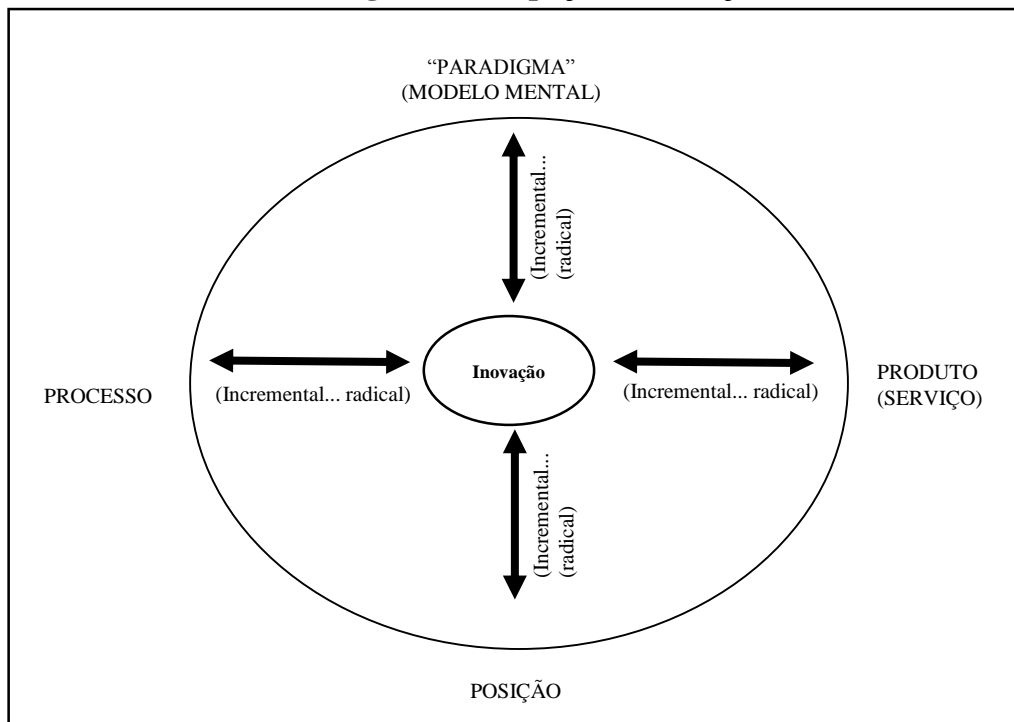 “PARADIGMA”
(MODELO MENTAL)
(Incremental...
(radical)
Inovação
PROCESSO
(Incremental... radical)
(Incremental... radical)
PRODUTO
(SERVIÇO)
(Incremental...
(radical)
POSIÇÃO